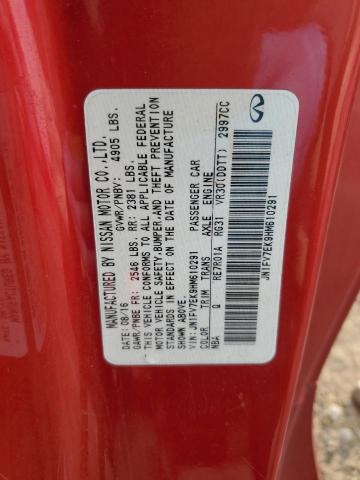 MANUFACTURED BY NISSAN MOTOR CO.,LTD.
DATE: 08/16 GVWR/PNBV: 4905 LBS.
GAWR/PNBE FR: 2546 LBS. RR: 2381 LBS.
THIS VEHICLE CONFORMS TO ALL APPLICABLE FEDERAL
MOTOR VEHICLE SAFETY,BUMPER,AND THEFT PREVENTION
STANDARDS IN EFFECT ON THE DATE OF MANUFACTURE
SHOWN ABOVE.
VIN: JN1FV7EK9HM610291 PASSENGER CAR
COLOR TRIM TRANS AXLE ENGINE
NBA Q RE7R01A RG31 VR30(DDTT) 2997CC
JN1FV7EK9HM610291